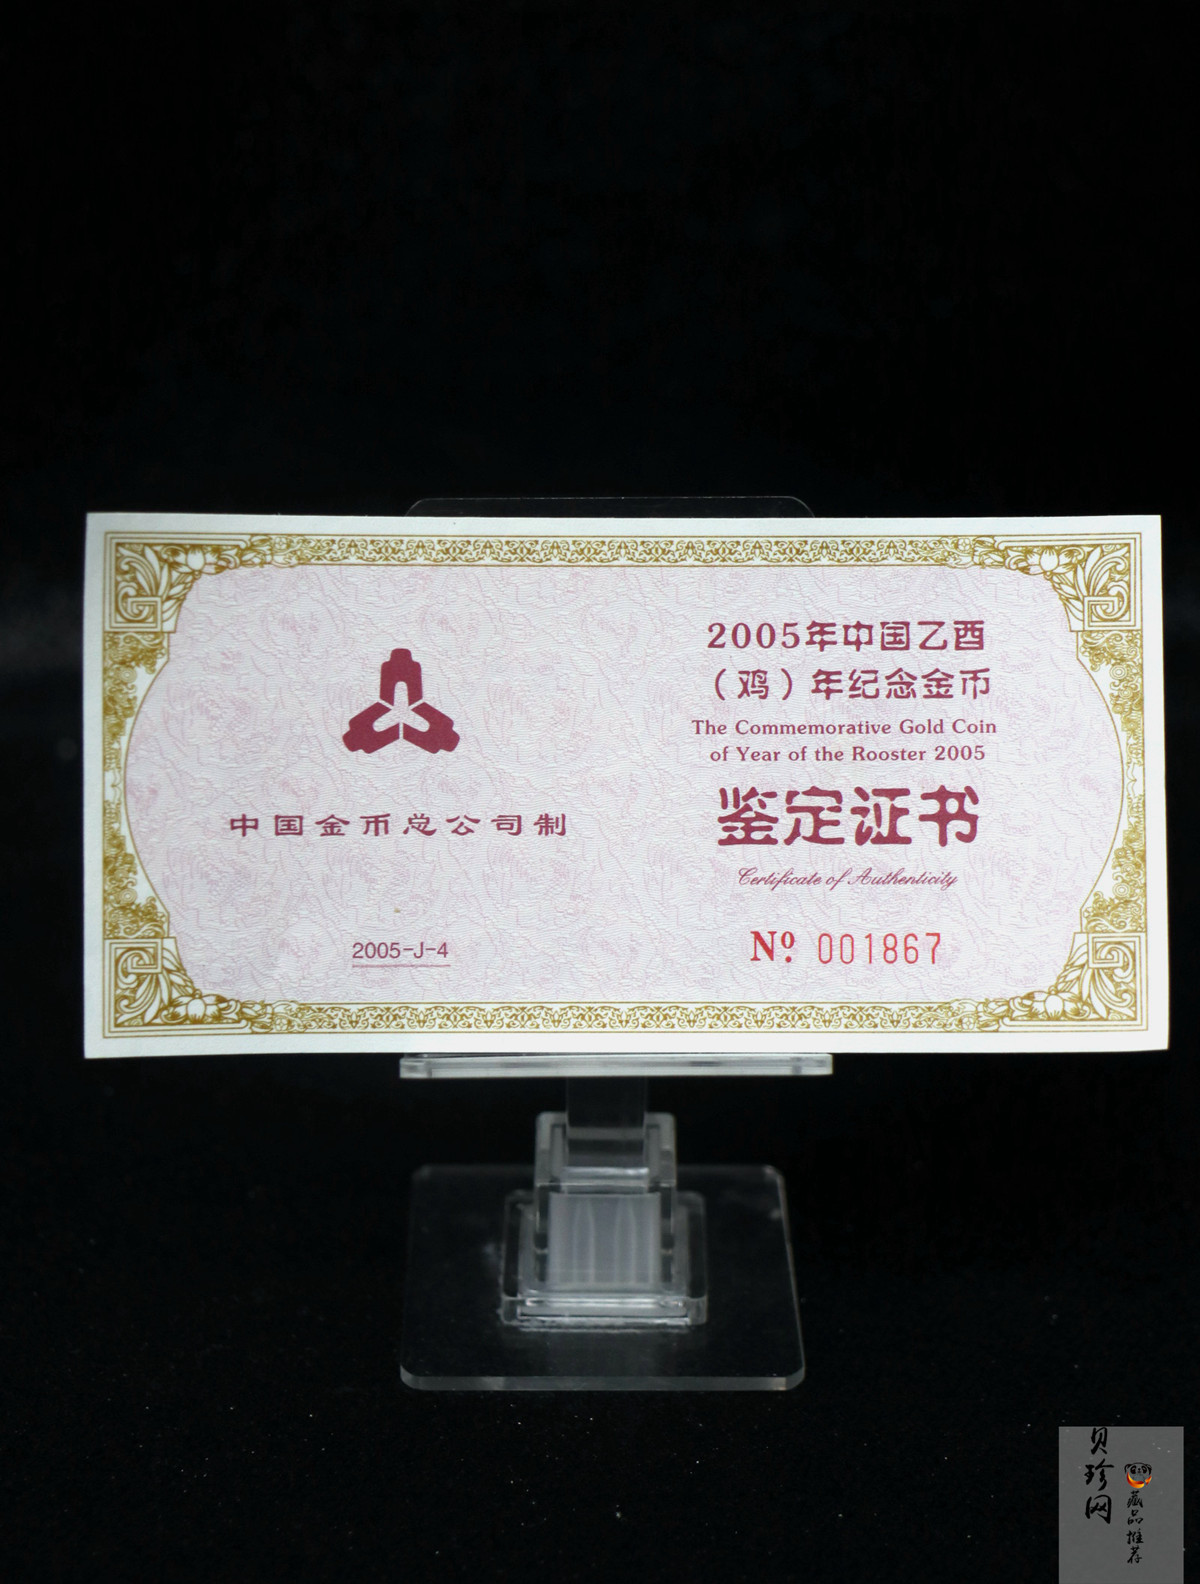 中国金币总公司制
2005-J-4
2005年中国乙酉
（鸡）年纪念金币
The Commemorative Gold Coin
of Year of the Rooster 2005
鉴定证书
Certificate of Authenticity
Nº 001867
贝珍网
藏品推荐